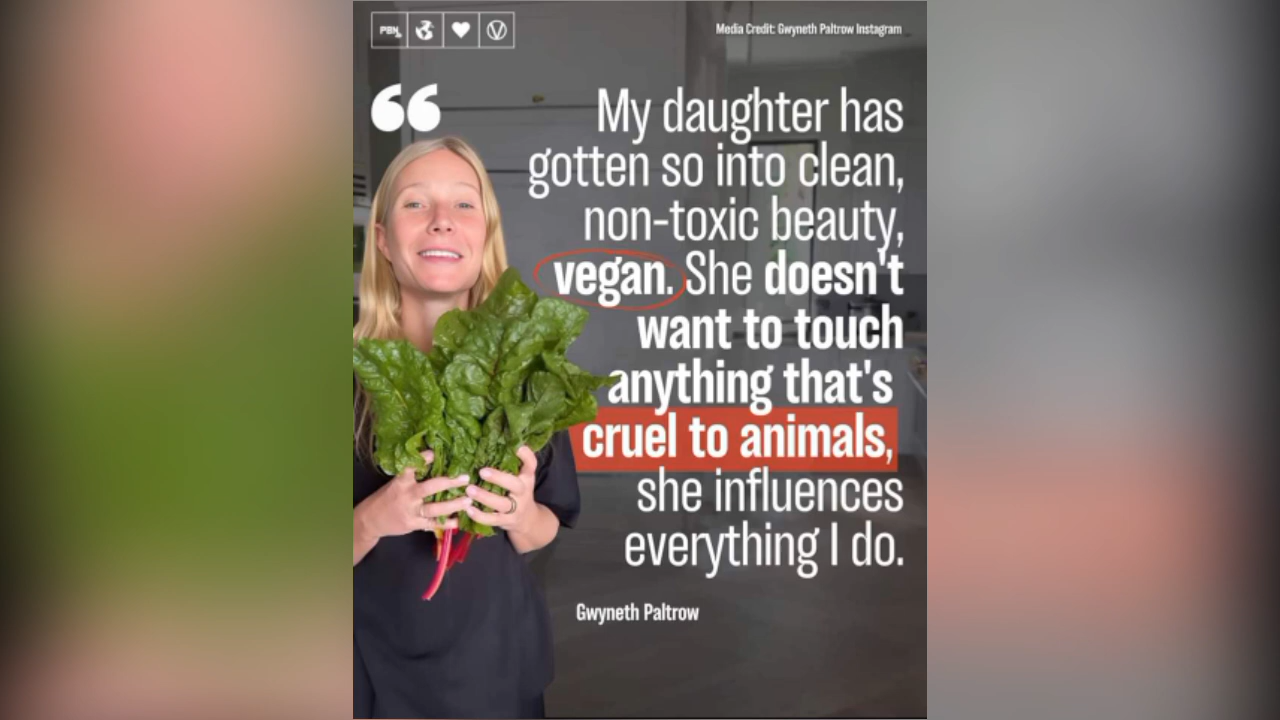 PBN
Media Credit: Gwyneth Paltrow Instagram
My daughter has
gotten so into clean,
non-toxic beauty,
vegan. She doesn't
want to touch
anything that's
cruel to animals,
she influences
everything I do.
Gwyneth Paltrow